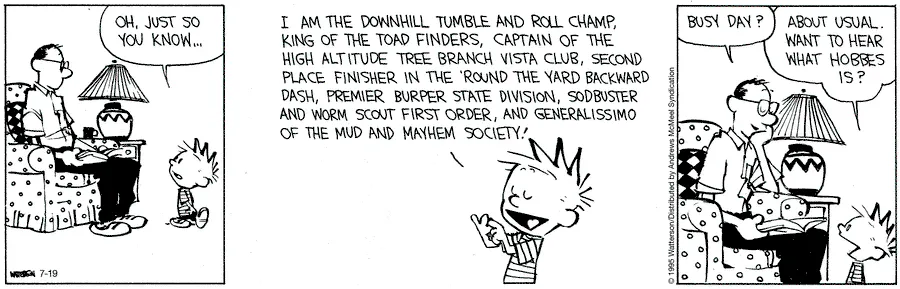 OH, JUST SO
YOU KNOW...
I AM THE DOWNHILL TUMBLE AND ROLL CHAMP,
KING OF THE TOAD FINDERS, CAPTAIN OF THE
HIGH ALTITUDE TREE BRANCH VISTA CLUB, SECOND
PLACE FINISHER IN THE 'ROUND THE YARD BACKWARD
DASH, PREMIER BURPER STATE DIVISION, SODBUSTER
AND WORM SCOUT FIRST ORDER, AND GENERALISSIMO
OF THE MUD AND MAYHEM SOCIETY!
BUSY DAY?
ABOUT USUAL.
WANT TO HEAR
WHAT HOBBES
IS?
WATTERSON 7-19
© 1995 Watterson/Distributed by Andrews McMeel Syndication